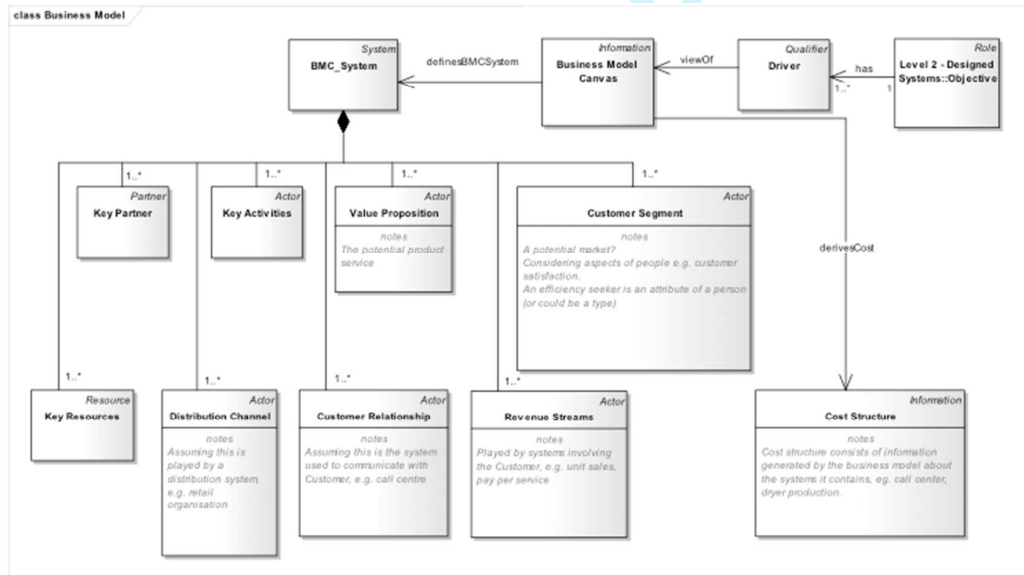 class Business Model
System
BMC_System
definesBMCSystem
Information
Business Model
Canvas
viewOf
Qualifier
Driver
has
1..*
1
Role
Level 2 - Designed
Systems::Objective
1..*
Partner
Key Partner
1..*
Actor
Key Activities
1..*
Actor
Value Proposition
notes
The potential product
service
1..*
Actor
Customer Segment
notes
A potential market?
Considering aspects of people e.g. customer
satisfaction.
An efficiency seeker is an attribute of a person
(or could be a type)
derivesCost
1..*
Resource
Key Resources
1..*
Actor
Distribution Channel
notes
Assuming this is
played by a
distribution system,
e.g. retail
organisation
1..*
Actor
Customer Relationship
notes
Assuming this is the system
used to communicate with
Customer, e.g. call centre
1..*
Actor
Revenue Streams
notes
Played by systems involving
the Customer, e.g. unit sales,
pay per service
Information
Cost Structure
notes
Cost structure consists of information
generated by the business model about
the systems it contains, eg. call center,
dryer production.